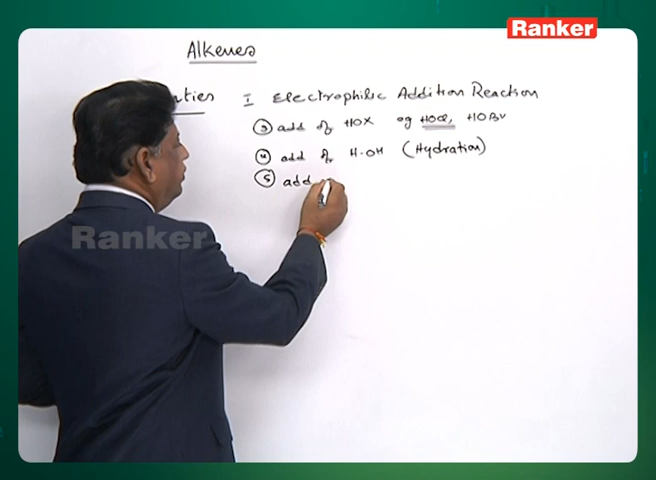 Ranker
Alkenes
I Electrophilic Addition Reaction
③ add of HOX eg HOCl, HOBr
④ add of H-OH (Hydration)
⑤ add
Ranker